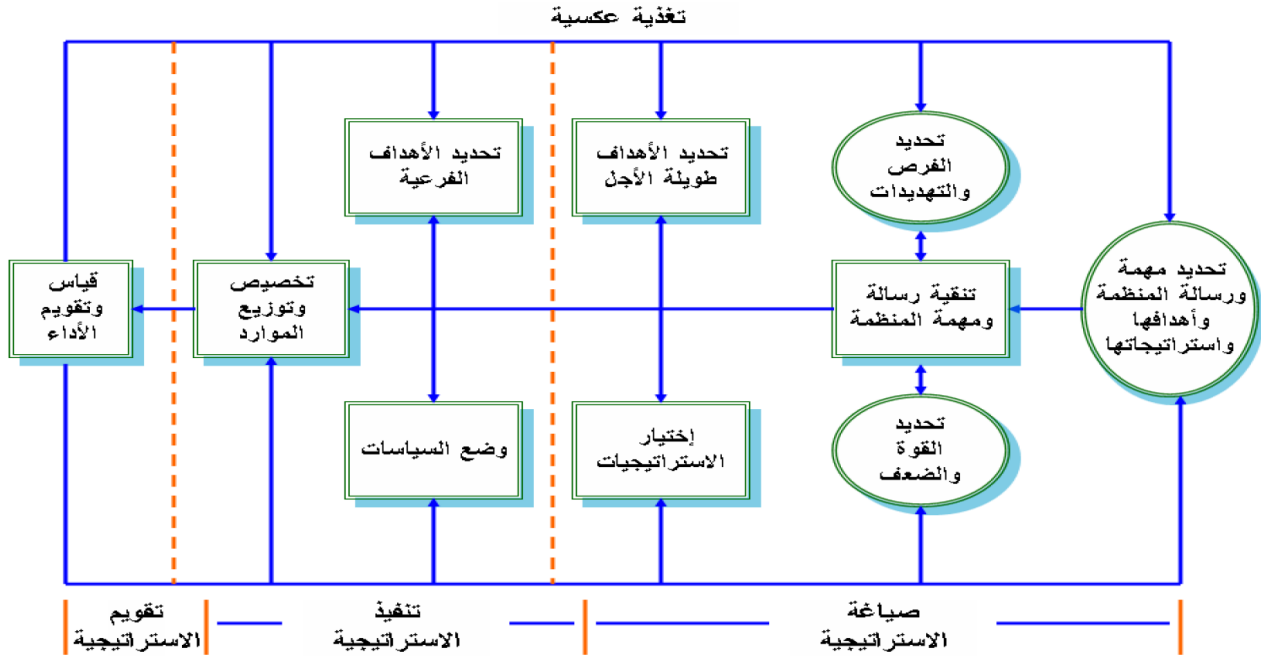 تغذية عكسية
تحديد
الفرص
والتهديدات
تحديد الأهداف
طويلة الأجل
تحديد الأهداف
الفرعية
تحديد مهمة
ورسالة المنظمة
وأهدافها
واستراتيجاتها
تنقية رسالة
ومهمة المنظمة
تخصيص
وتوزيع
الموارد
قياس
وتقويم
الأداء
تحديد
القوة
والضعف
إختيار
الاستراتيجيات
وضع السياسات
صياغة
الاستراتيجية
تنفيذ
الاستراتيجية
تقويم
الاستراتيجية